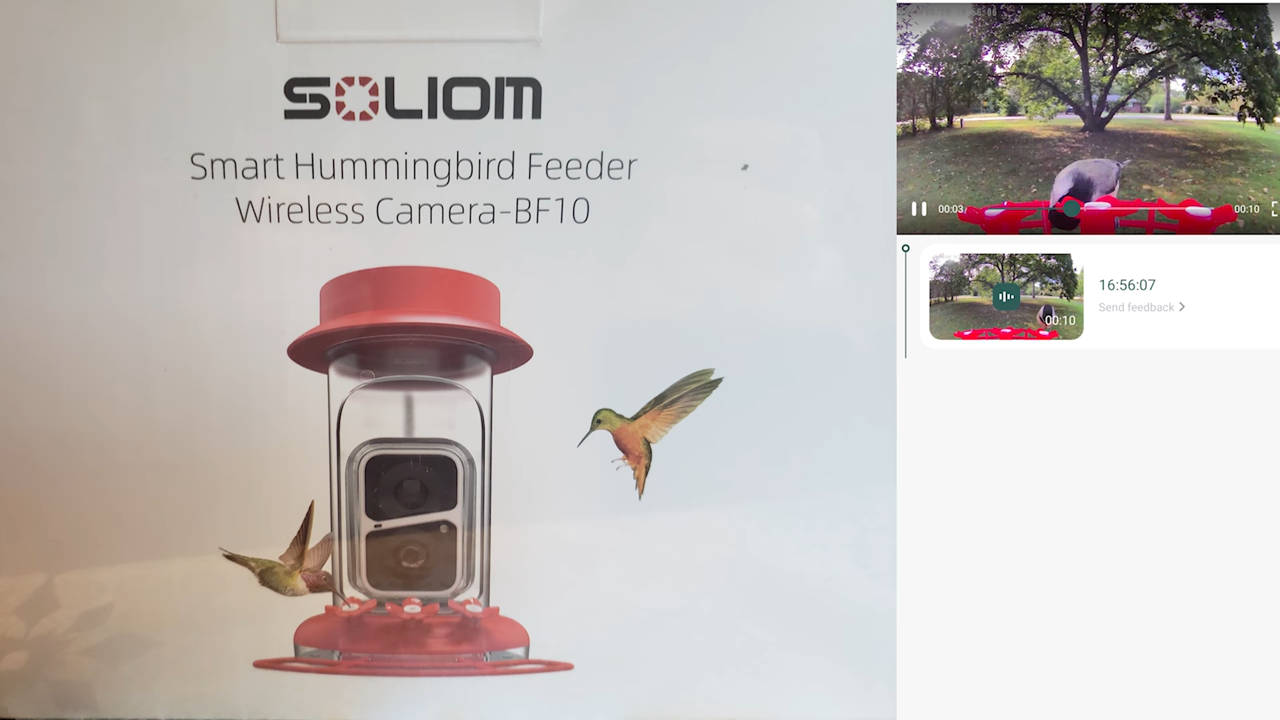 SOLIOM
Smart Hummingbird Feeder
Wireless Camera-BF10
00:03
00:10
16:56:07
Send feedback
00:10